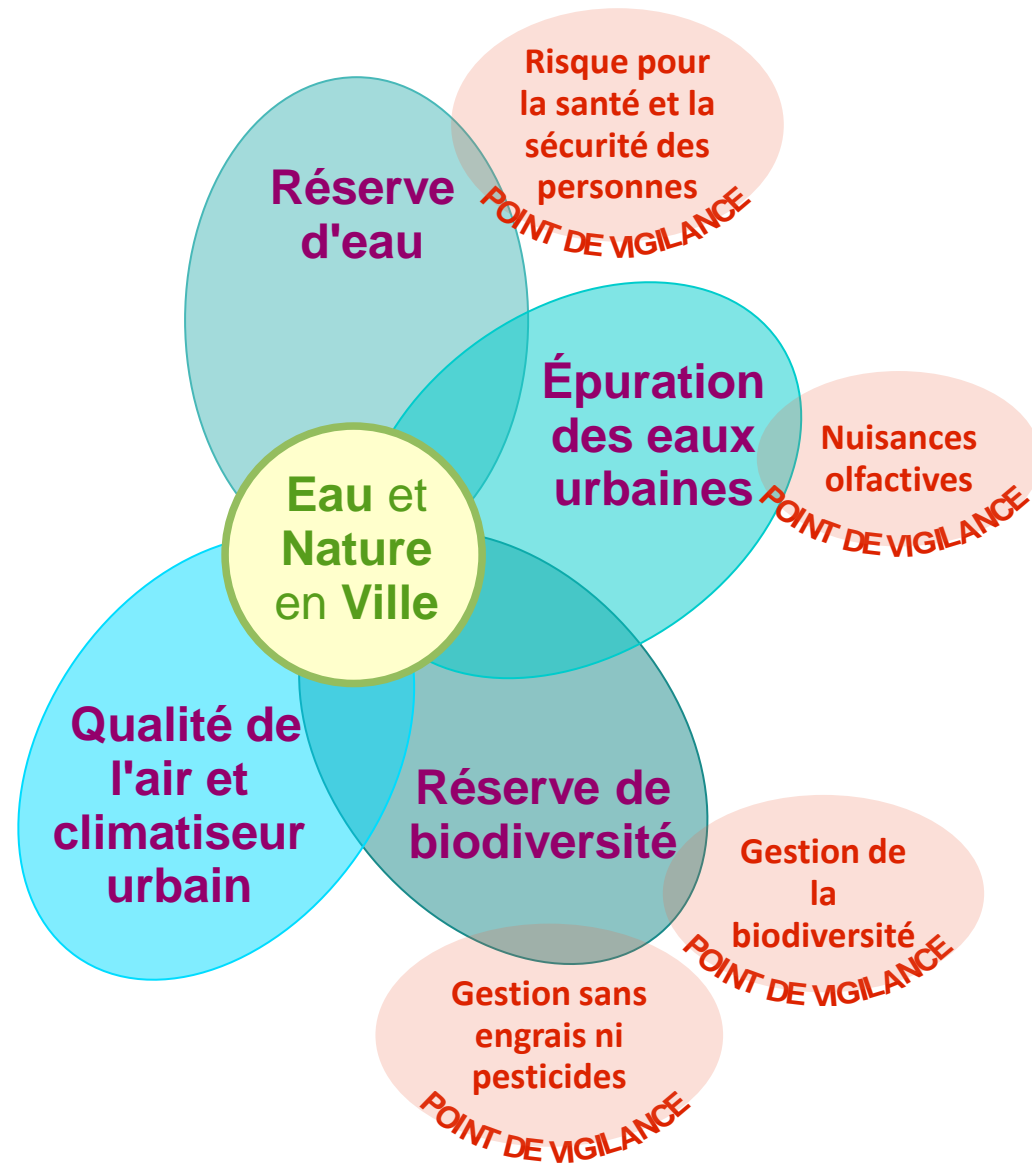 Risque pour
la santé et la
sécurité des
personnes
POINT DE VIGILANCE
Réserve
d'eau
Épuration
des eaux
urbaines
Nuisances
olfactives
POINT DE VIGILANCE
Eau et
Nature
en Ville
Qualité de
l'air et
climatiseur
urbain
Réserve de
biodiversité
Gestion de
la
biodiversité
POINT DE VIGILANCE
Gestion sans
engrais ni
pesticides
POINT DE VIGILANCE